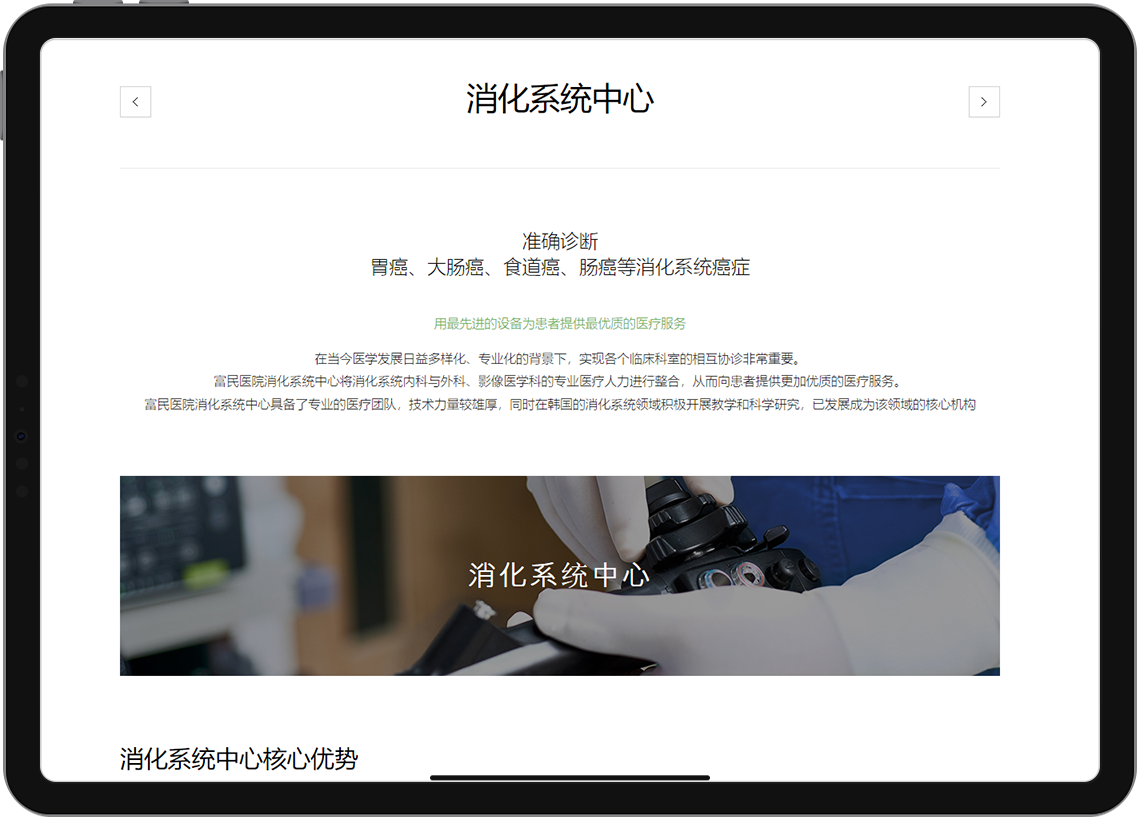 消化系统中心
准确诊断
胃癌、大肠癌、食道癌、肠癌等消化系统癌症
用最先进的设备为患者提供最优质的医疗服务
在当今医学发展日益多样化、专业化的背景下，实现各个临床科室的相互协诊非常重要。
富民医院消化系统中心将消化系统内科与外科、影像医学科的专业医疗人力进行整合，从而向患者提供更加优质的医疗服务。
富民医院消化系统中心具备了专业的医疗团队，技术力量较雄厚，同时在韩国的消化系统领域积极开展教学和科学研究，已发展成为该领域的核心机构
消化系统中心
消化系统中心核心优势